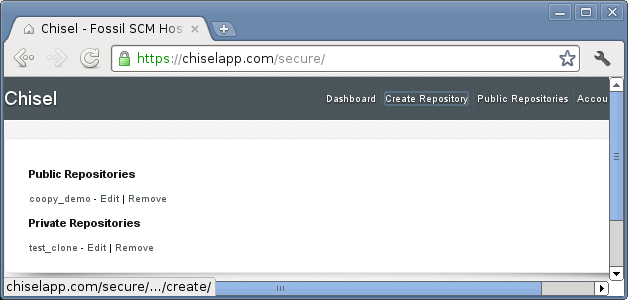 Chisel - Fossil SCM Hos
https://chiselapp.com/secure/
Chisel
Dashboard Create Repository Public Repositories Accou
Public Repositories
coopy_demo - Edit | Remove
Private Repositories
test_clone - Edit | Remove
chiselapp.com/secure/.../create/